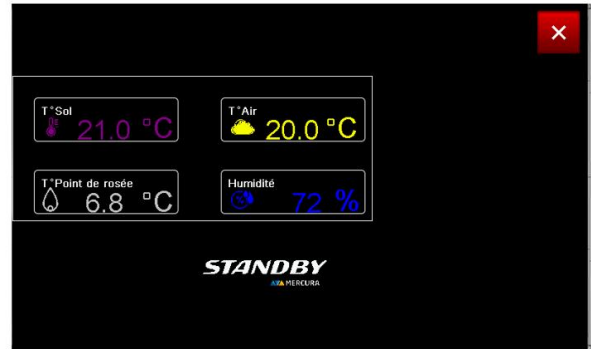 T°Sol
21.0 °C
T°Air
20.0 °C
T°Point de rosée
6.8 °C
Humidité
72 %
STANDBY
MERCURA